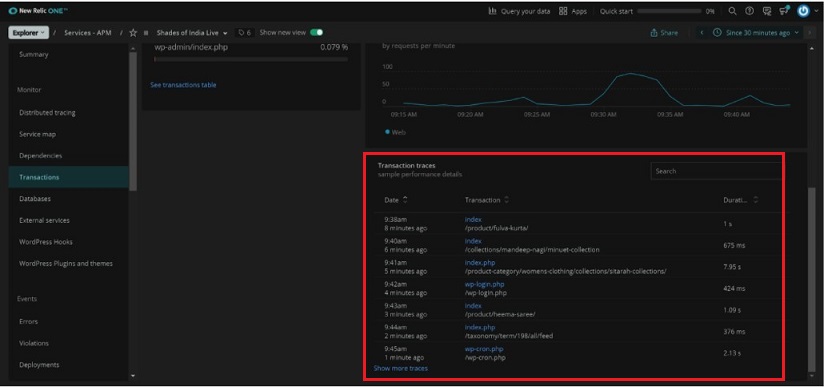 New Relic ONE™
Query your data
Apps
Quick start
0%
Explorer
/ Services - APM /
Shades of India Live
6
Show new view
Share
Since 30 minutes ago
Summary
Monitor
Distributed tracing
Service map
Dependencies
Transactions
Databases
External services
WordPress Hooks
WordPress Plugins and themes
Events
Errors
Violations
Deployments
wp-admin/index.php
0.079 %
See transactions table
by requests per minute
100
50
0
09:15 AM 09:20 AM 09:25 AM 09:30 AM 09:35 AM 09:40 AM
Web
Transaction traces
sample performance details
Search
Date Transaction Durati...
9:38am index
8 minutes ago /product/fulva-kurta/ 1 s
9:40am index
6 minutes ago /collections/mandeep-nagi/minuet-collection 675 ms
9:41am index.php
5 minutes ago /product-category/womens-clothing/collections/sitarah-collections/ 7.95 s
9:42am wp-login.php
4 minutes ago /wp-login.php 424 ms
9:43am index
3 minutes ago /product/heema-saree/ 1.09 s
9:44am index.php
2 minutes ago /taxonomy/term/198/all/feed 376 ms
9:45am wp-cron.php
1 minute ago /wp-cron.php 2.13 s
Show more traces